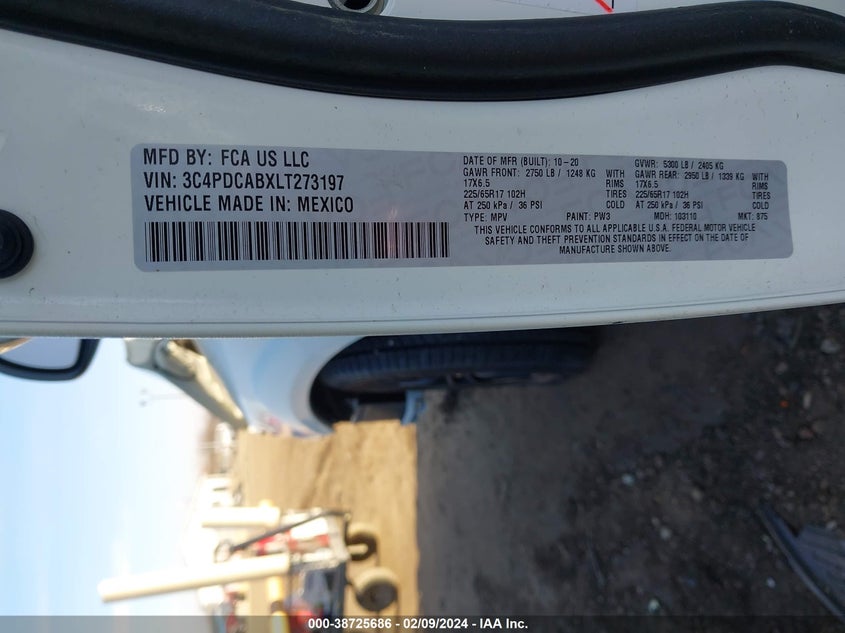 MFD BY: FCA US LLC
VIN: 3C4PDCABXLT273197
VEHICLE MADE IN: MEXICO
DATE OF MFR (BUILT): 10-20
GVWR: 5300 LB / 2405 KG
GAWR FRONT: 2750 LB / 1248 KG WITH
GAWR REAR: 2950 LB / 1339 KG WITH
17X6.5 RIMS
17X6.5 RIMS
225/65R17 102H TIRES
225/65R17 102H TIRES
AT 250 kPa / 36 PSI COLD
AT 250 kPa / 36 PSI COLD
TYPE: MPV PAINT: PW3 MDH: 103110 MKT: 875
THIS VEHICLE CONFORMS TO ALL APPLICABLE U.S.A. FEDERAL MOTOR VEHICLE
SAFETY AND THEFT PREVENTION STANDARDS IN EFFECT ON THE DATE OF
MANUFACTURE SHOWN ABOVE.
000-38725686 - 02/09/2024 - IAA Inc.